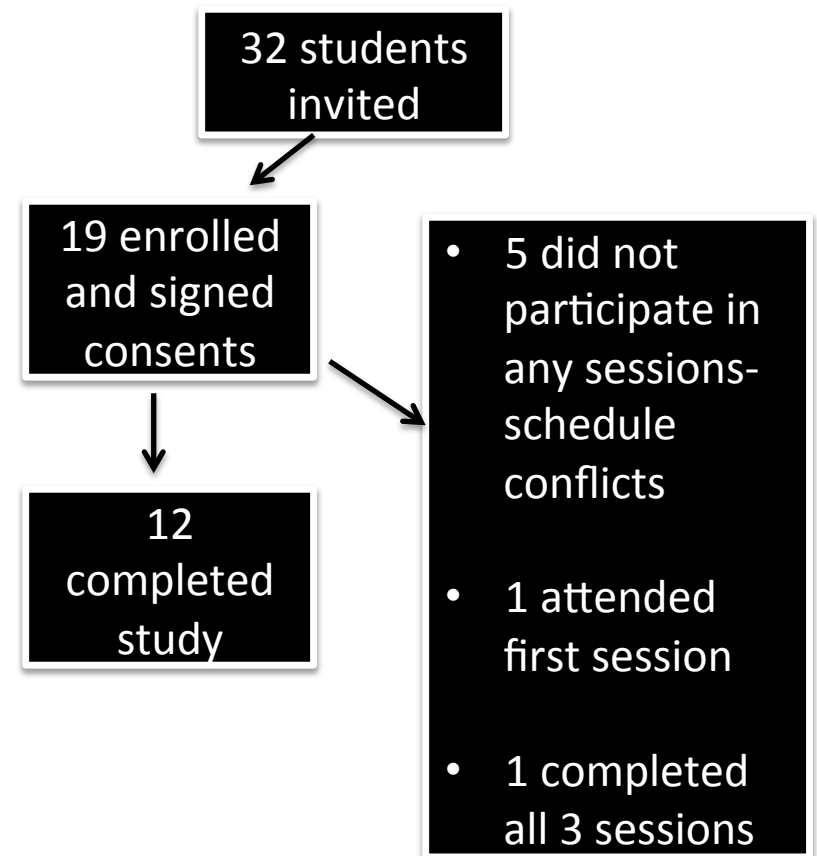 32 students
invited
19 enrolled
and signed
consents
12
completed
study
• 5 did not
participate in
any sessions-
schedule
conflicts
• 1 attended
first session
• 1 completed
all 3 sessions